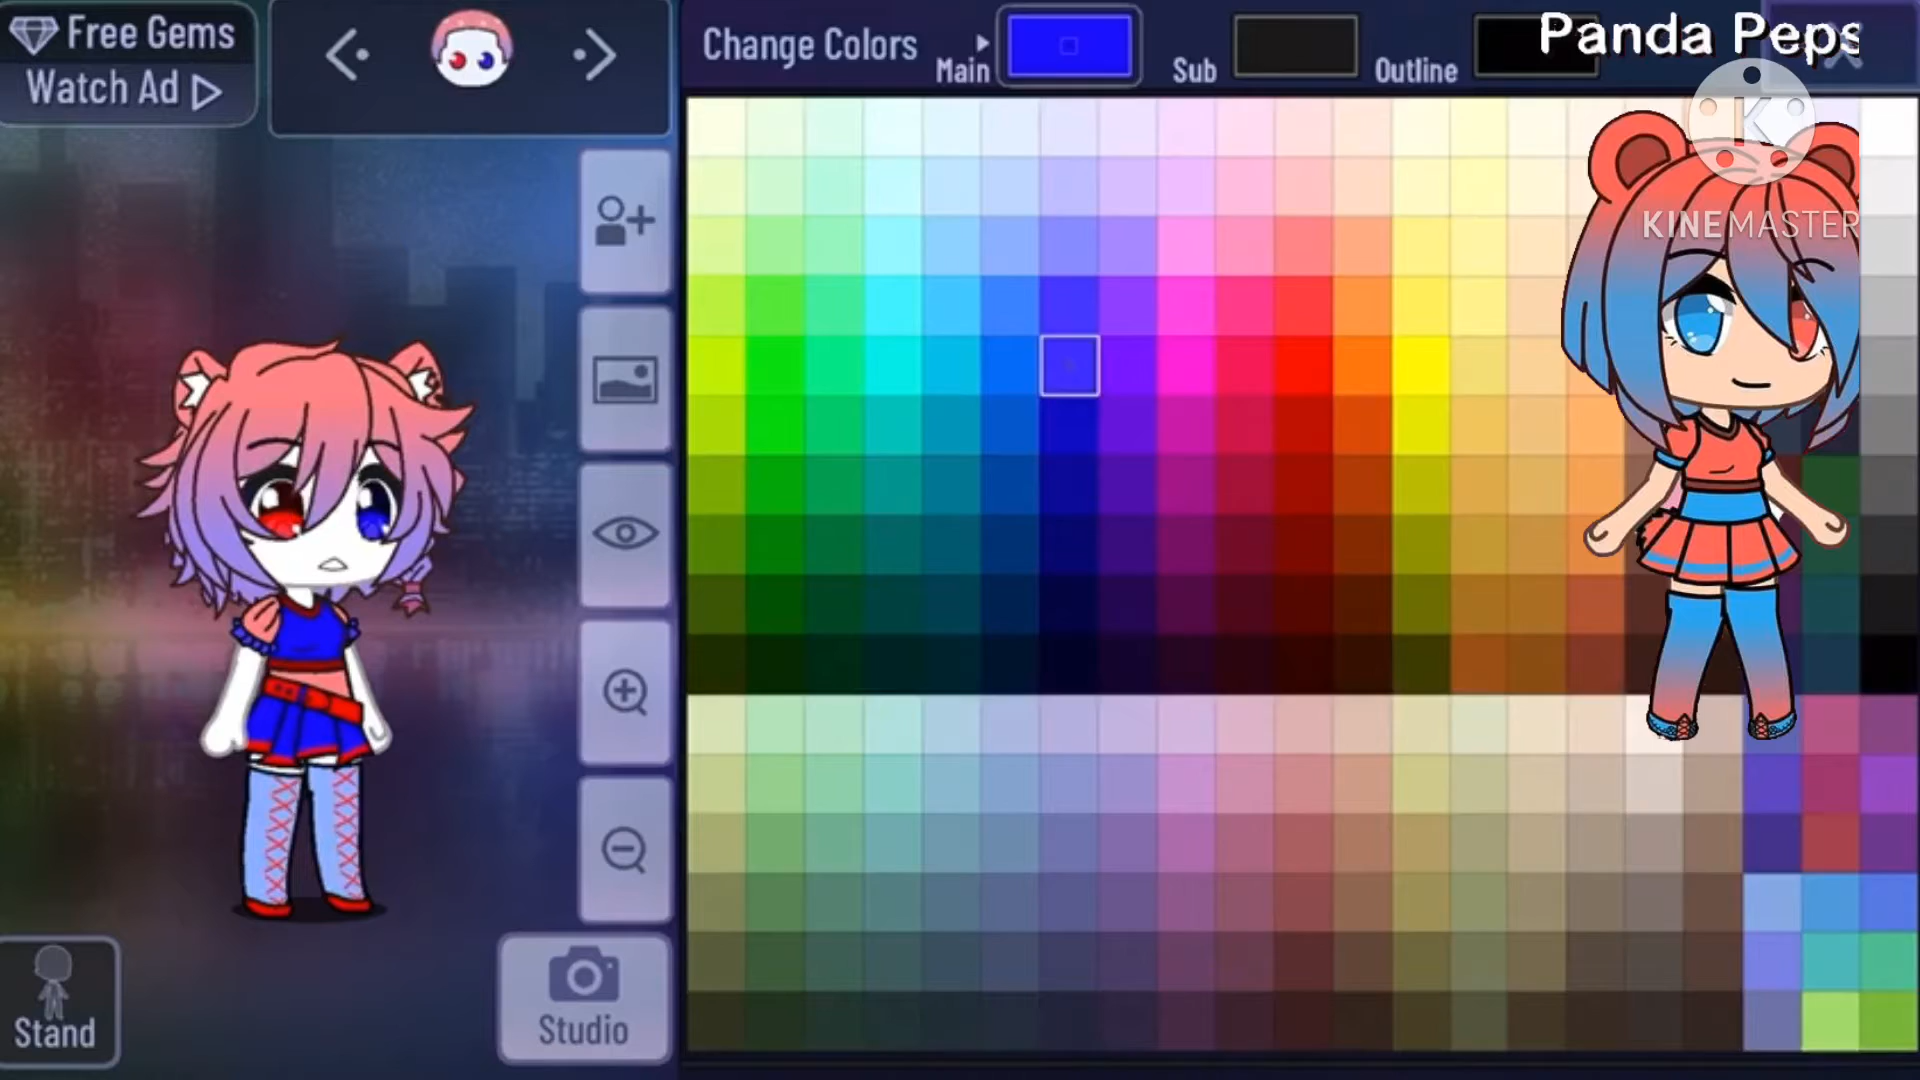 Free Gems
Watch Ad
Change Colors
Main
Sub
Outline
Panda Peps
K
KINEMASTER
Stand
Studio